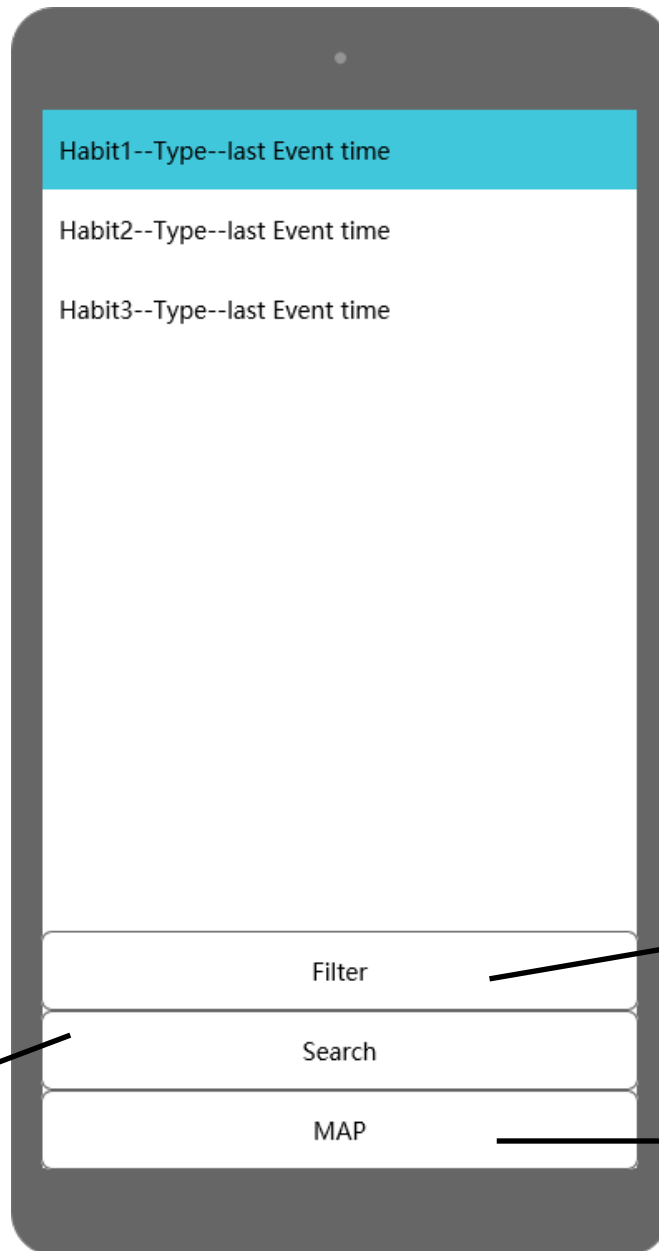 Habit1--Type--last Event time
Habit2--Type--last Event time
Habit3--Type--last Event time
Filter
Search
MAP